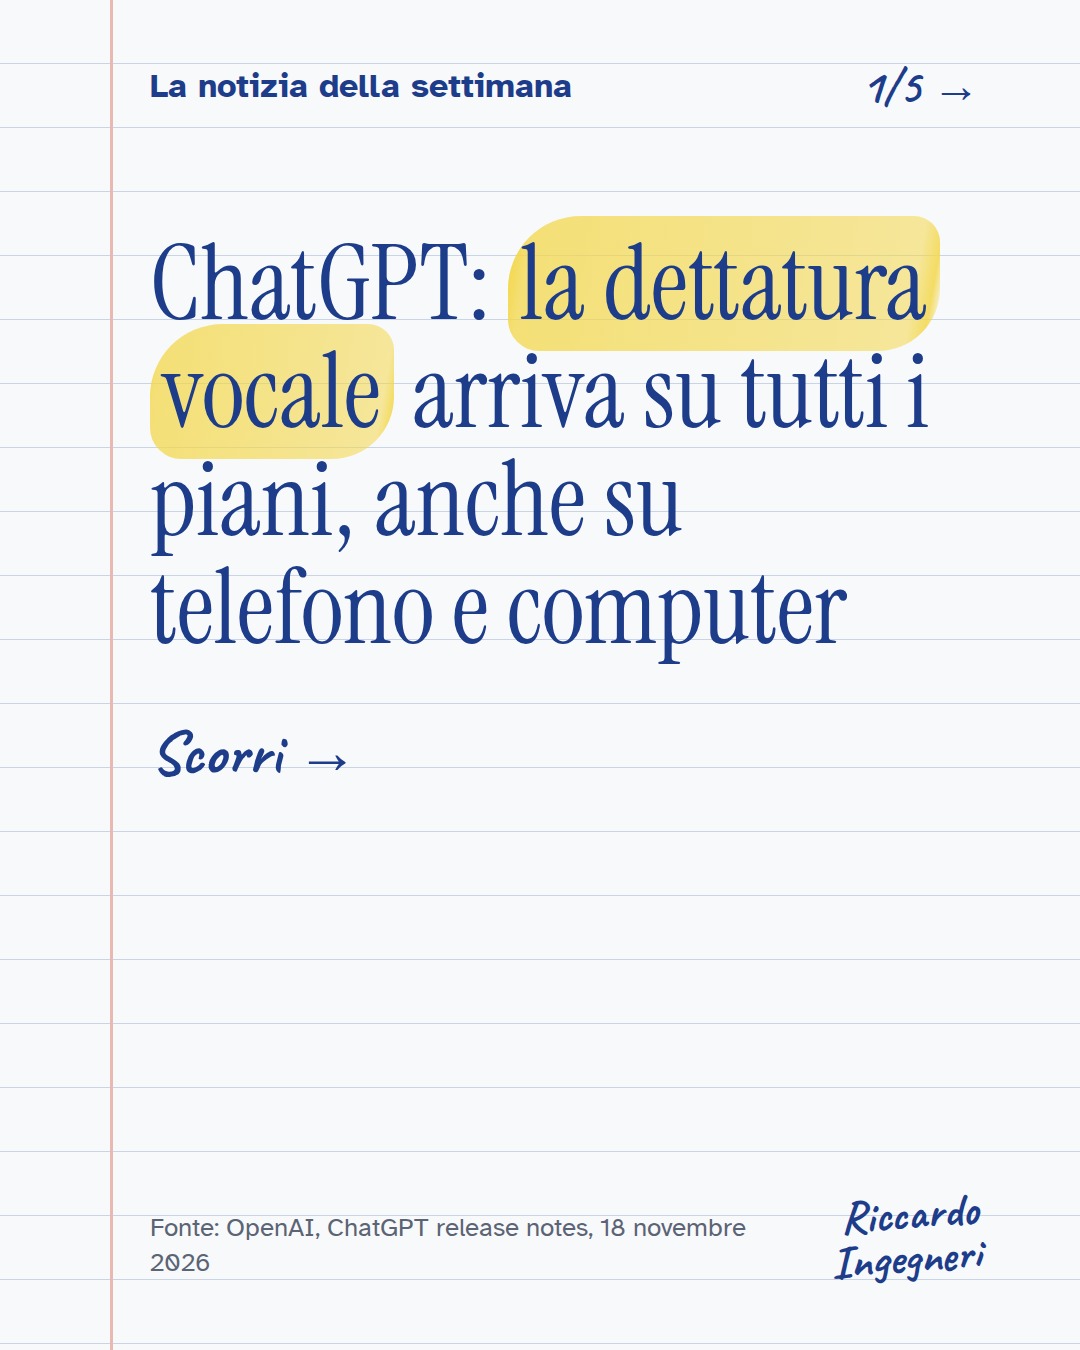 La notizia della settimana
1/5 →
ChatGPT: la dettatura
vocale arriva su tutti i
piani, anche su
telefono e computer
Scorri →
Fonte: OpenAI, ChatGPT release notes, 18 novembre
2026
Riccardo
Ingegneri